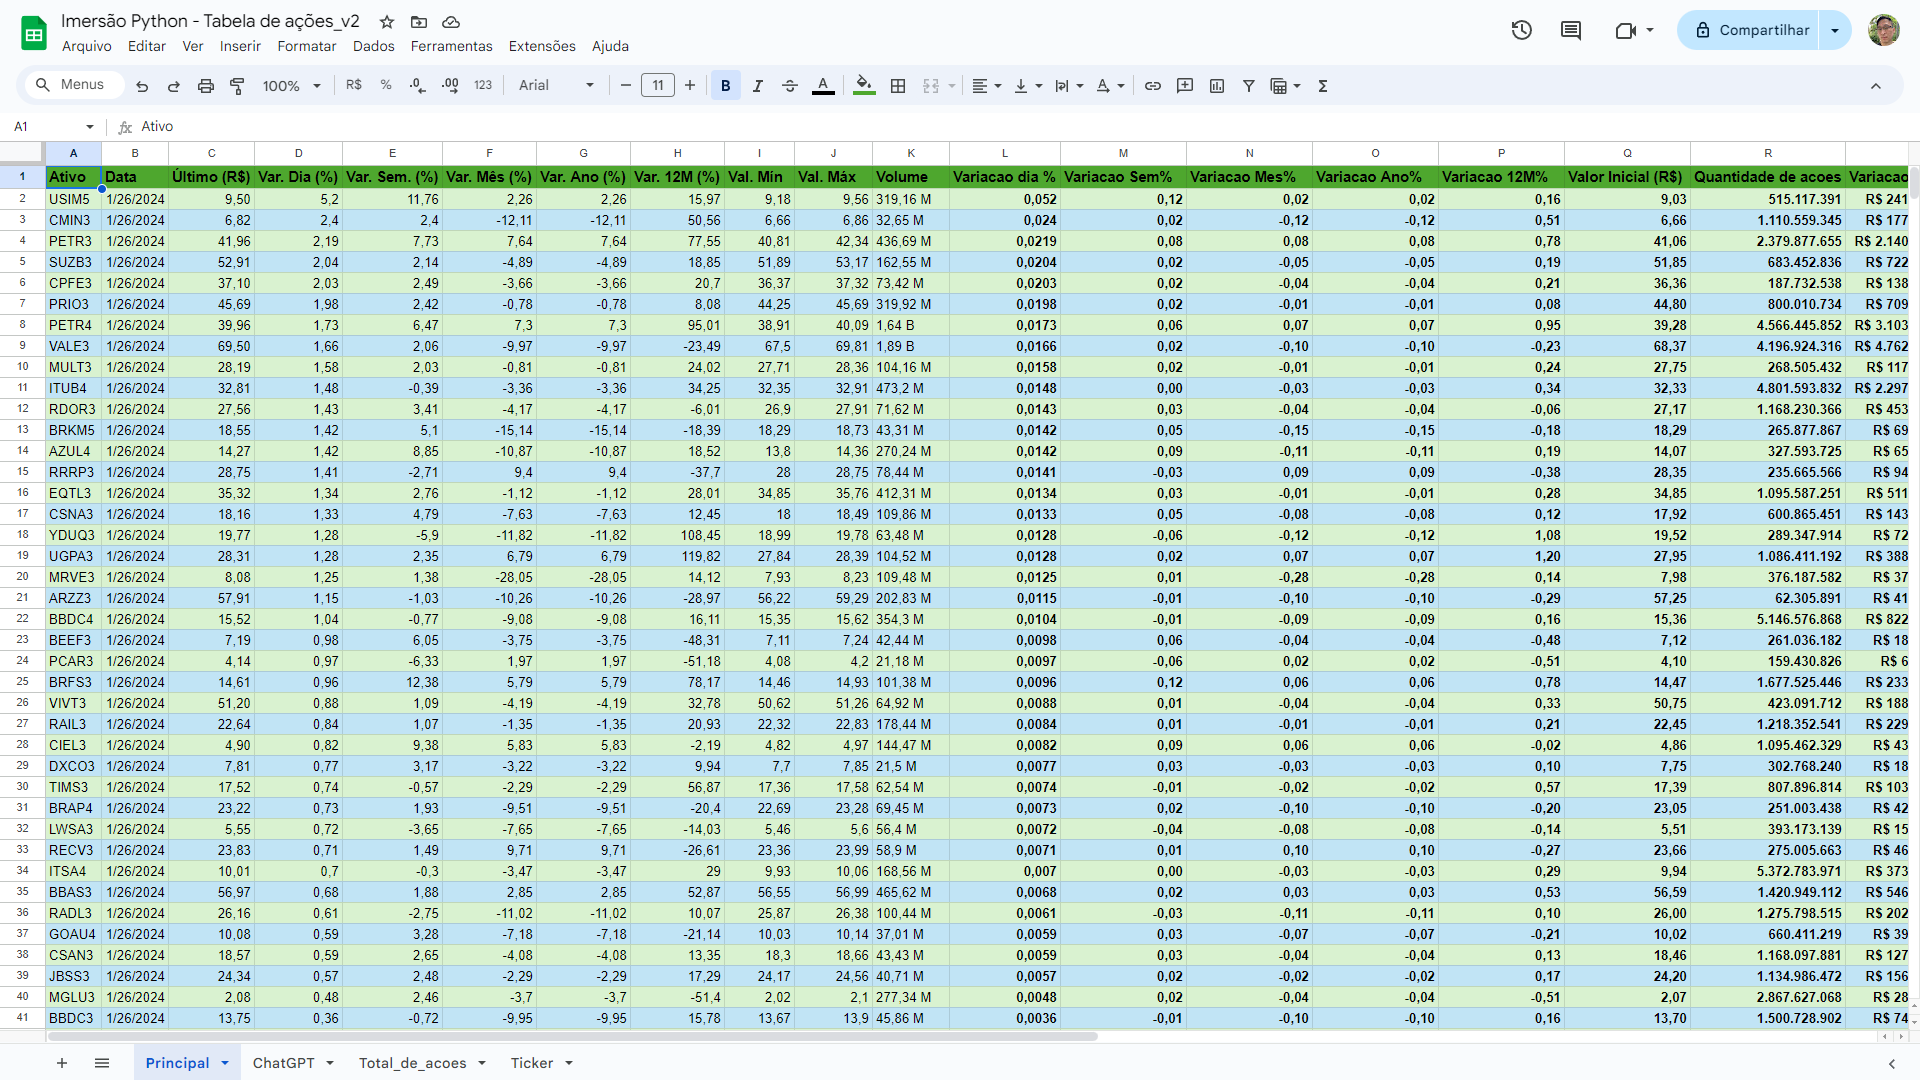 Imersão Python - Tabela de ações_v2
Arquivo Editar Ver Inserir Formatar Dados Ferramentas Extensões Ajuda
Compartilhar
Menus 100% R$ % .0 .00 123 Arial 11 B I A Σ
A1 fx Ativo
A B C D E F G H I J K L M N O P Q R
1 Ativo Data Último (R$) Var. Dia (%) Var. Sem. (%) Var. Mês (%) Var. Ano (%) Var. 12M (%) Val. Mín Val. Máx Volume Variacao dia % Variacao Sem% Variacao Mes% Variacao Ano% Variacao 12M% Valor Inicial (R$) Quantidade de acoes Variacao
2 USIM5 1/26/2024 9,50 5,2 11,76 2,26 2,26 15,97 9,18 9,56 319,16 M 0,052 0,12 0,02 0,02 0,16 9,03 515.117.391 R$ 241
3 CMIN3 1/26/2024 6,82 2,4 2,4 -12,11 -12,11 50,56 6,66 6,86 32,65 M 0,024 0,02 -0,12 -0,12 0,51 6,66 1.110.559.345 R$ 177
4 PETR3 1/26/2024 41,96 2,19 7,73 7,64 7,64 77,55 40,81 42,34 436,69 M 0,0219 0,08 0,08 0,08 0,78 41,06 2.379.877.655 R$ 2.140
5 SUZB3 1/26/2024 52,91 2,04 2,14 -4,89 -4,89 18,85 51,89 53,17 162,55 M 0,0204 0,02 -0,05 -0,05 0,19 51,85 683.452.836 R$ 722
6 CPFE3 1/26/2024 37,10 2,03 2,49 -3,66 -3,66 20,7 36,37 37,32 73,42 M 0,0203 0,02 -0,04 -0,04 0,21 36,36 187.732.538 R$ 138
7 PRIO3 1/26/2024 45,69 1,98 2,42 -0,78 -0,78 8,08 44,25 45,69 319,92 M 0,0198 0,02 -0,01 -0,01 0,08 44,80 800.010.734 R$ 709
8 PETR4 1/26/2024 39,96 1,73 6,47 7,3 7,3 95,01 38,91 40,09 1,64 B 0,0173 0,06 0,07 0,07 0,95 39,28 4.566.445.852 R$ 3.103
9 VALE3 1/26/2024 69,50 1,66 2,06 -9,97 -9,97 -23,49 67,5 69,81 1,89 B 0,0166 0,02 -0,10 -0,10 -0,23 68,37 4.196.924.316 R$ 4.762
10 MULT3 1/26/2024 28,19 1,58 2,03 -0,81 -0,81 24,02 27,71 28,36 104,16 M 0,0158 0,02 -0,01 -0,01 0,24 27,75 268.505.432 R$ 117
11 ITUB4 1/26/2024 32,81 1,48 -0,39 -3,36 -3,36 34,25 32,35 32,91 473,2 M 0,0148 0,00 -0,03 -0,03 0,34 32,33 4.801.593.832 R$ 2.297
12 RDOR3 1/26/2024 27,56 1,43 3,41 -4,17 -4,17 -6,01 26,9 27,91 71,62 M 0,0143 0,03 -0,04 -0,04 -0,06 27,17 1.168.230.366 R$ 453
13 BRKM5 1/26/2024 18,55 1,42 5,1 -15,14 -15,14 -18,39 18,29 18,73 43,31 M 0,0142 0,05 -0,15 -0,15 -0,18 18,29 265.877.867 R$ 69
14 AZUL4 1/26/2024 14,27 1,42 8,85 -10,87 -10,87 18,52 13,8 14,36 270,24 M 0,0142 0,09 -0,11 -0,11 0,19 14,07 327.593.725 R$ 65
15 RRRP3 1/26/2024 28,75 1,41 -2,71 9,4 9,4 -37,7 28 28,75 78,44 M 0,0141 -0,03 0,09 0,09 -0,38 28,35 235.665.566 R$ 94
16 EQTL3 1/26/2024 35,32 1,34 2,76 -1,12 -1,12 28,01 34,85 35,76 412,31 M 0,0134 0,03 -0,01 -0,01 0,28 34,85 1.095.587.251 R$ 511
17 CSNA3 1/26/2024 18,16 1,33 4,79 -7,63 -7,63 12,45 18 18,49 109,86 M 0,0133 0,05 -0,08 -0,08 0,12 17,92 600.865.451 R$ 143
18 YDUQ3 1/26/2024 19,77 1,28 -5,9 -11,82 -11,82 108,45 18,99 19,78 63,48 M 0,0128 -0,06 -0,12 -0,12 1,08 19,52 289.347.914 R$ 72
19 UGPA3 1/26/2024 28,31 1,28 2,35 6,79 6,79 119,82 27,84 28,39 104,52 M 0,0128 0,02 0,07 0,07 1,20 27,95 1.086.411.192 R$ 388
20 MRVE3 1/26/2024 8,08 1,25 1,38 -28,05 -28,05 14,12 7,93 8,23 109,48 M 0,0125 0,01 -0,28 -0,28 0,14 7,98 376.187.582 R$ 37
21 ARZZ3 1/26/2024 57,91 1,15 -1,03 -10,26 -10,26 -28,97 56,22 59,29 202,83 M 0,0115 -0,01 -0,10 -0,10 -0,29 57,25 62.305.891 R$ 41
22 BBDC4 1/26/2024 15,52 1,04 -0,77 -9,08 -9,08 16,11 15,35 15,62 354,3 M 0,0104 -0,01 -0,09 -0,09 0,16 15,36 5.146.576.868 R$ 822
23 BEEF3 1/26/2024 7,19 0,98 6,05 -3,75 -3,75 -48,31 7,11 7,24 42,44 M 0,0098 0,06 -0,04 -0,04 -0,48 7,12 261.036.182 R$ 18
24 PCAR3 1/26/2024 4,14 0,97 -6,33 1,97 1,97 -51,18 4,08 4,2 21,18 M 0,0097 -0,06 0,02 0,02 -0,51 4,10 159.430.826 R$ 6
25 BRFS3 1/26/2024 14,61 0,96 12,38 5,79 5,79 78,17 14,46 14,93 101,38 M 0,0096 0,12 0,06 0,06 0,78 14,47 1.677.525.446 R$ 233
26 VIVT3 1/26/2024 51,20 0,88 1,09 -4,19 -4,19 32,78 50,62 51,26 64,92 M 0,0088 0,01 -0,04 -0,04 0,33 50,75 423.091.712 R$ 188
27 RAIL3 1/26/2024 22,64 0,84 1,07 -1,35 -1,35 20,93 22,32 22,83 178,44 M 0,0084 0,01 -0,01 -0,01 0,21 22,45 1.218.352.541 R$ 229
28 CIEL3 1/26/2024 4,90 0,82 9,38 5,83 5,83 -2,19 4,82 4,97 144,47 M 0,0082 0,09 0,06 0,06 -0,02 4,86 1.095.462.329 R$ 43
29 DXCO3 1/26/2024 7,81 0,77 3,17 -3,22 -3,22 9,94 7,7 7,85 21,5 M 0,0077 0,03 -0,03 -0,03 0,10 7,75 302.768.240 R$ 18
30 TIMS3 1/26/2024 17,52 0,74 -0,57 -2,29 -2,29 56,87 17,36 17,58 62,54 M 0,0074 -0,01 -0,02 -0,02 0,57 17,39 807.896.814 R$ 103
31 BRAP4 1/26/2024 23,22 0,73 1,93 -9,51 -9,51 -20,4 22,69 23,28 69,45 M 0,0073 0,02 -0,10 -0,10 -0,20 23,05 251.003.438 R$ 42
32 LWSA3 1/26/2024 5,55 0,72 -3,65 -7,65 -7,65 -14,03 5,46 5,6 56,4 M 0,0072 -0,04 -0,08 -0,08 -0,14 5,51 393.173.139 R$ 15
33 RECV3 1/26/2024 23,83 0,71 1,49 9,71 9,71 -26,61 23,36 23,99 58,9 M 0,0071 0,01 0,10 0,10 -0,27 23,66 275.005.663 R$ 46
34 ITSA4 1/26/2024 10,01 0,7 -0,3 -3,47 -3,47 29 9,93 10,06 168,56 M 0,007 0,00 -0,03 -0,03 0,29 9,94 5.372.783.971 R$ 373
35 BBAS3 1/26/2024 56,97 0,68 1,88 2,85 2,85 52,87 56,55 56,99 465,62 M 0,0068 0,02 0,03 0,03 0,53 56,59 1.420.949.112 R$ 546
36 RADL3 1/26/2024 26,16 0,61 -2,75 -11,02 -11,02 10,07 25,87 26,38 100,44 M 0,0061 -0,03 -0,11 -0,11 0,10 26,00 1.275.798.515 R$ 202
37 GOAU4 1/26/2024 10,08 0,59 3,28 -7,18 -7,18 -21,14 10,03 10,14 37,01 M 0,0059 0,03 -0,07 -0,07 -0,21 10,02 660.411.219 R$ 39
38 CSAN3 1/26/2024 18,57 0,59 2,65 -4,08 -4,08 13,35 18,3 18,66 43,43 M 0,0059 0,03 -0,04 -0,04 0,13 18,46 1.168.097.881 R$ 127
39 JBSS3 1/26/2024 24,34 0,57 2,48 -2,29 -2,29 17,29 24,17 24,56 40,71 M 0,0057 0,02 -0,02 -0,02 0,17 24,20 1.134.986.472 R$ 156
40 MGLU3 1/26/2024 2,08 0,48 2,46 -3,7 -3,7 -51,4 2,02 2,1 277,34 M 0,0048 0,02 -0,04 -0,04 -0,51 2,07 2.867.627.068 R$ 28
41 BBDC3 1/26/2024 13,75 0,36 -0,72 -9,95 -9,95 15,78 13,67 13,9 45,86 M 0,0036 -0,01 -0,10 -0,10 0,16 13,70 1.500.728.902 R$ 74
Principal ChatGPT Total_de_acoes Ticker